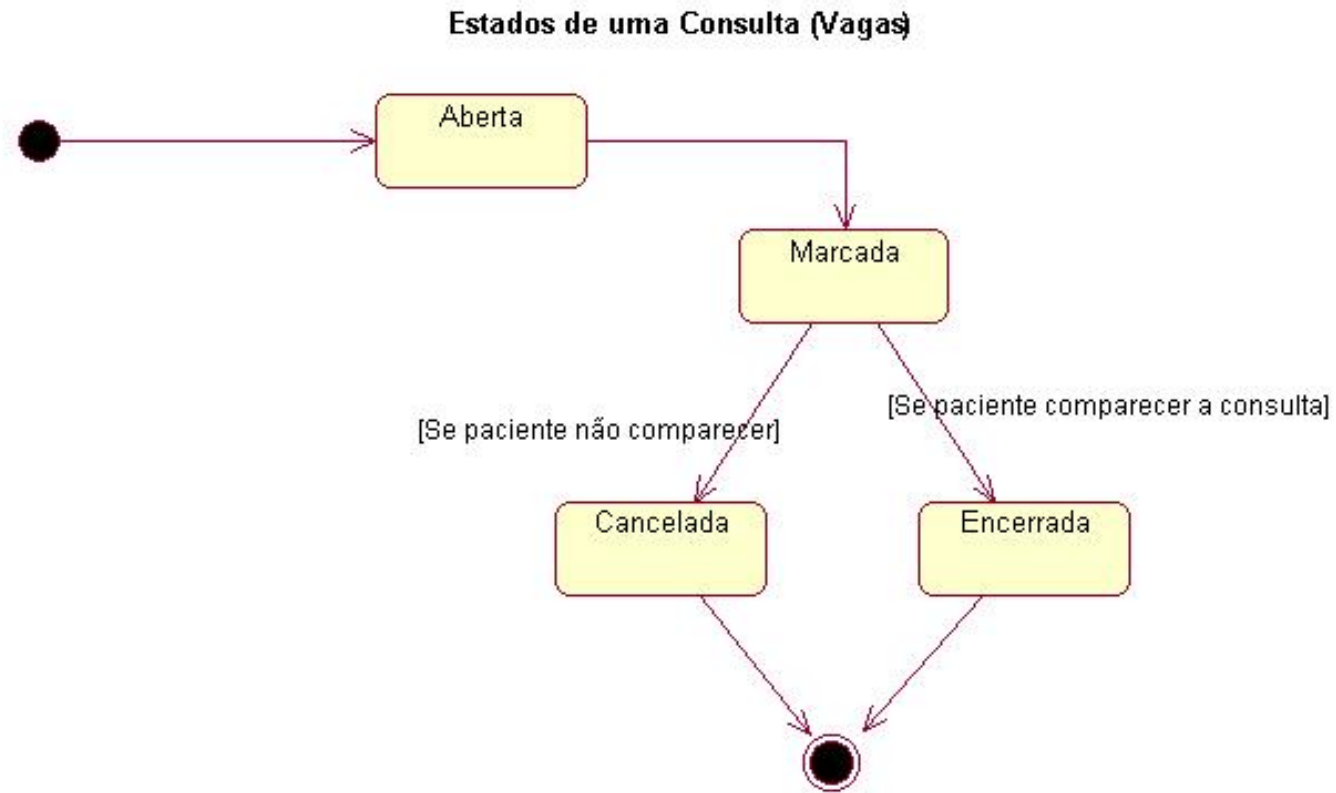 Estados de uma Consulta (Vagas)
Aberta
Marcada
[Se paciente não comparecer]
[Se paciente comparecer a consulta]
Cancelada
Encerrada